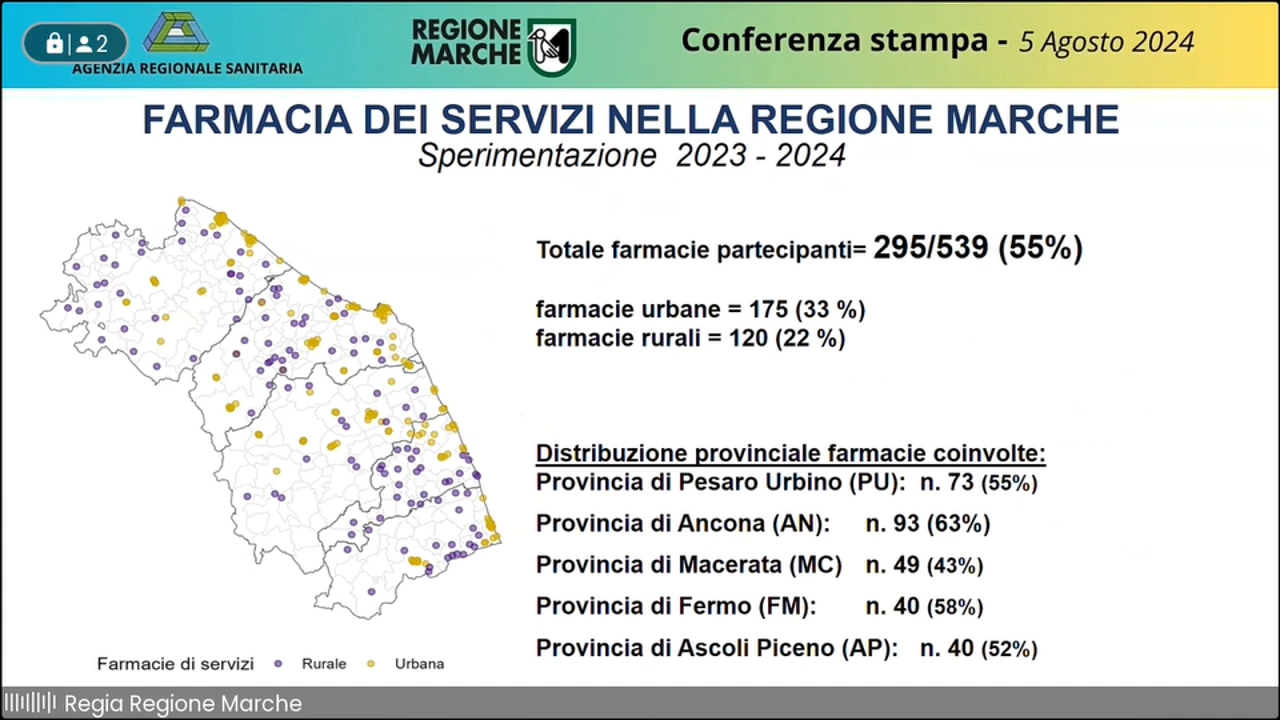 2
AGENZIA REGIONALE SANITARIA
REGIONE
MARCHE
Conferenza stampa - 5 Agosto 2024
FARMACIA DEI SERVIZI NELLA REGIONE MARCHE
Sperimentazione 2023 - 2024
Totale farmacie partecipanti= 295/539 (55%)
farmacie urbane = 175 (33 %)
farmacie rurali = 120 (22 %)
Distribuzione provinciale farmacie coinvolte:
Provincia di Pesaro Urbino (PU): n. 73 (55%)
Provincia di Ancona (AN): n. 93 (63%)
Provincia di Macerata (MC) n. 49 (43%)
Provincia di Fermo (FM): n. 40 (58%)
Provincia di Ascoli Piceno (AP): n. 40 (52%)
Farmacie di servizi Rurale Urbana
Regia Regione Marche